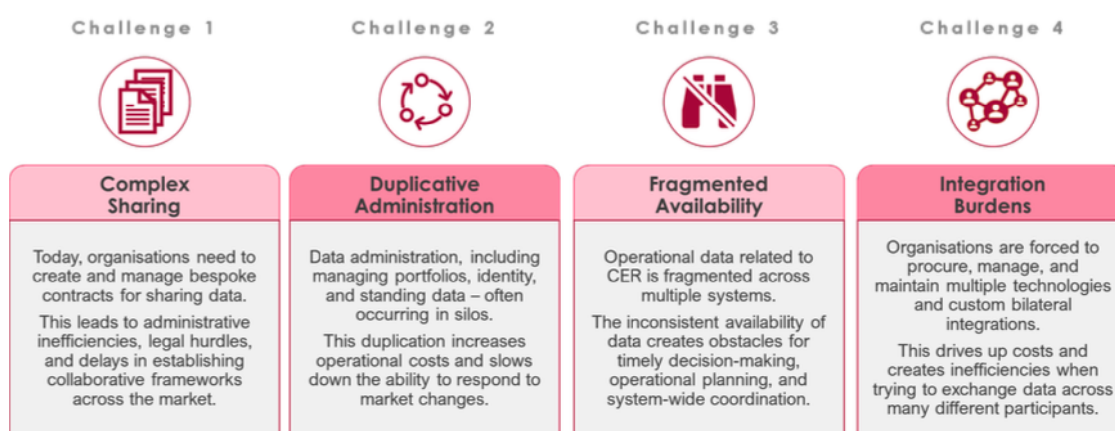 Challenge 1
Challenge 2
Challenge 3
Challenge 4
Complex
Sharing
Today, organisations need to
create and manage bespoke
contracts for sharing data.
This leads to administrative
inefficiencies, legal hurdles,
and delays in establishing
collaborative frameworks
across the market.
Duplicative
Administration
Data administration, including
managing portfolios, identity,
and standing data – often
occurring in silos.
This duplication increases
operational costs and slows
down the ability to respond to
market changes.
Fragmented
Availability
Operational data related to
CER is fragmented across
multiple systems.
The inconsistent availability of
data creates obstacles for
timely decision-making,
operational planning, and
system-wide coordination.
Integration
Burdens
Organisations are forced to
procure, manage, and
maintain multiple technologies
and custom bilateral
integrations.
This drives up costs and
creates inefficiencies when
trying to exchange data across
many different participants.